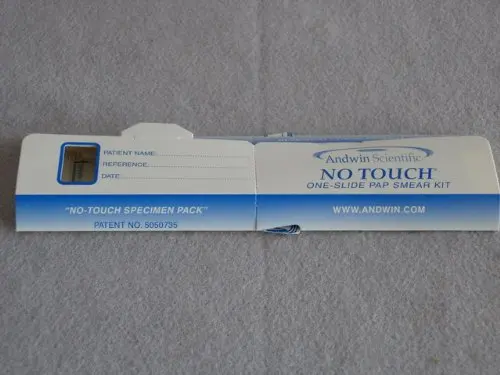 PATIENT NAME:
REFERENCE:
DATE:
"NO-TOUCH SPECIMEN PACK"
PATENT NO. 5050735
Andwin Scientific
NO TOUCH
ONE-SLIDE PAP SMEAR KIT
WWW.ANDWIN.COM